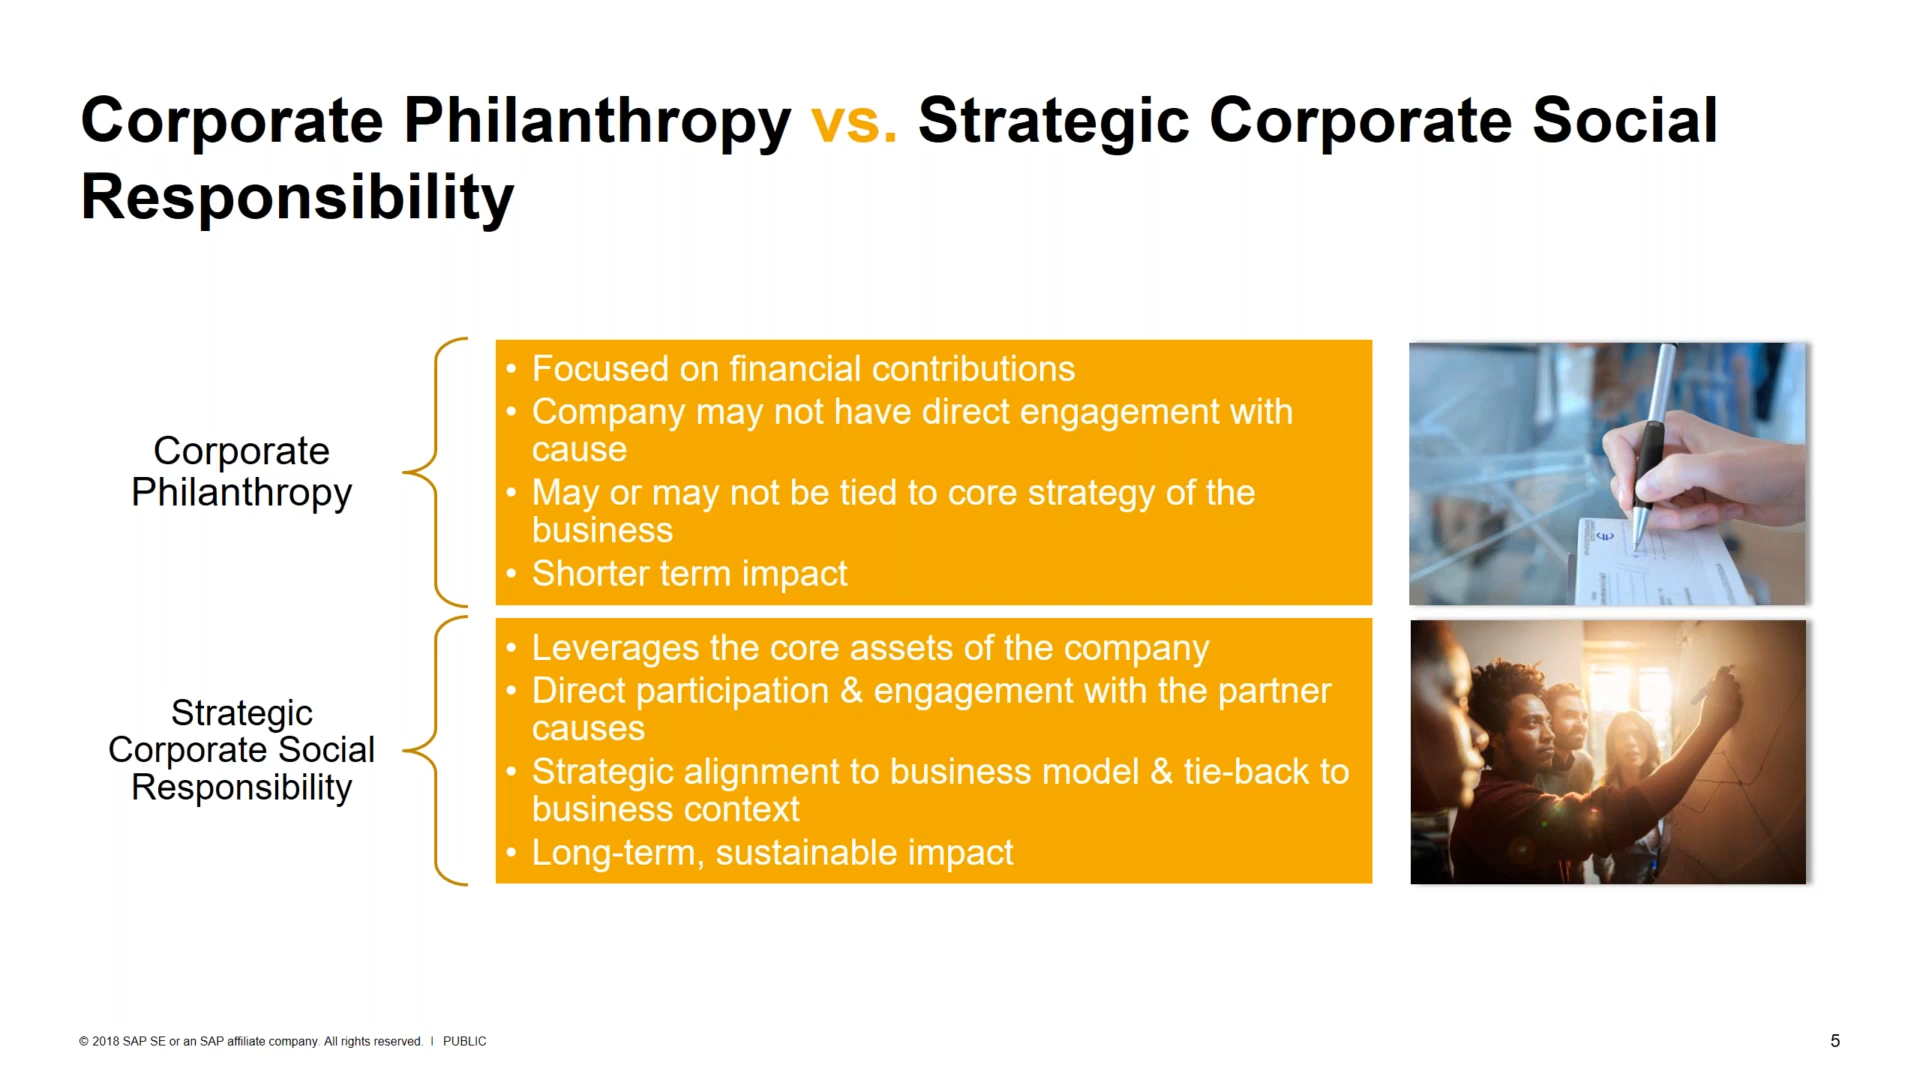 Corporate Philanthropy vs. Strategic Corporate Social
Responsibility
Corporate
Philanthropy
• Focused on financial contributions
• Company may not have direct engagement with
cause
• May or may not be tied to core strategy of the
business
• Shorter term impact
Strategic
Corporate Social
Responsibility
• Leverages the core assets of the company
• Direct participation & engagement with the partner
causes
• Strategic alignment to business model & tie-back to
business context
• Long-term, sustainable impact
© 2018 SAP SE or an SAP affiliate company. All rights reserved. | PUBLIC
5